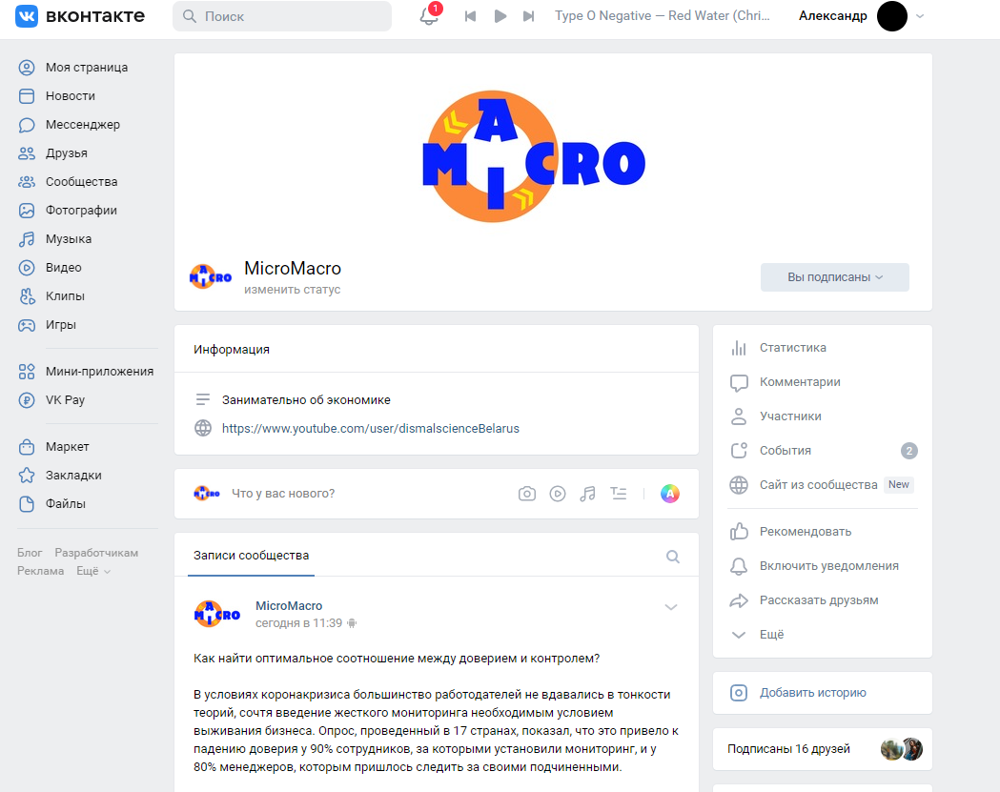 вконтакте
Поиск
1
Type O Negative — Red Water (Chri...
Александр
Моя страница
Новости
Мессенджер
Друзья
Сообщества
Фотографии
Музыка
Видео
Клипы
Игры
Мини-приложения
VK Pay
Маркет
Закладки
Файлы
Блог Разработчикам
Реклама Ещё
A
MICRO
MicroMacro
изменить статус
Вы подписаны
Информация
Занимательно об экономике
https://www.youtube.com/user/dismalscienceBelarus
Что у вас нового?
A
Записи сообщества
MicroMacro
сегодня в 11:39
Как найти оптимальное соотношение между доверием и контролем?
В условиях коронакризиса большинство работодателей не вдавались в тонкости
теорий, сочтя введение жесткого мониторинга необходимым условием
выживания бизнеса. Опрос, проведенный в 17 странах, показал, что это привело к
падению доверия у 90% сотрудников, за которыми установили мониторинг, и у
80% менеджеров, которым пришлось следить за своими подчиненными.
Статистика
Комментарии
Участники
События 2
Сайт из сообщества New
Рекомендовать
Включить уведомления
Рассказать друзьям
Ещё
Добавить историю
Подписаны 16 друзей